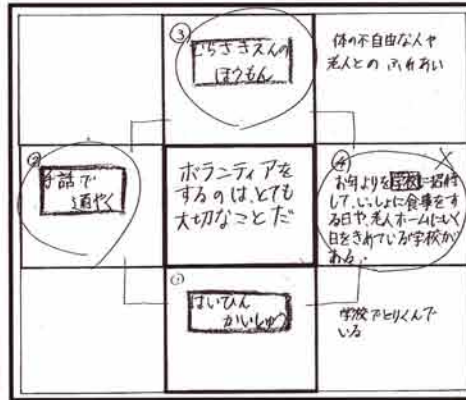 ③
むらさきえんの
ほうもん
体の不自由な人や
老人との ふれあい
②
手話で
通やく
ボランティアを
するのは、とても
大切なことだ
④
お年よりを学校に招待
して、いっしょに食事をす
る日や、老人ホームにいく
日をきめている学校が
ある。
①
はいひん
かいしゅう
学校でとりくんで
いる